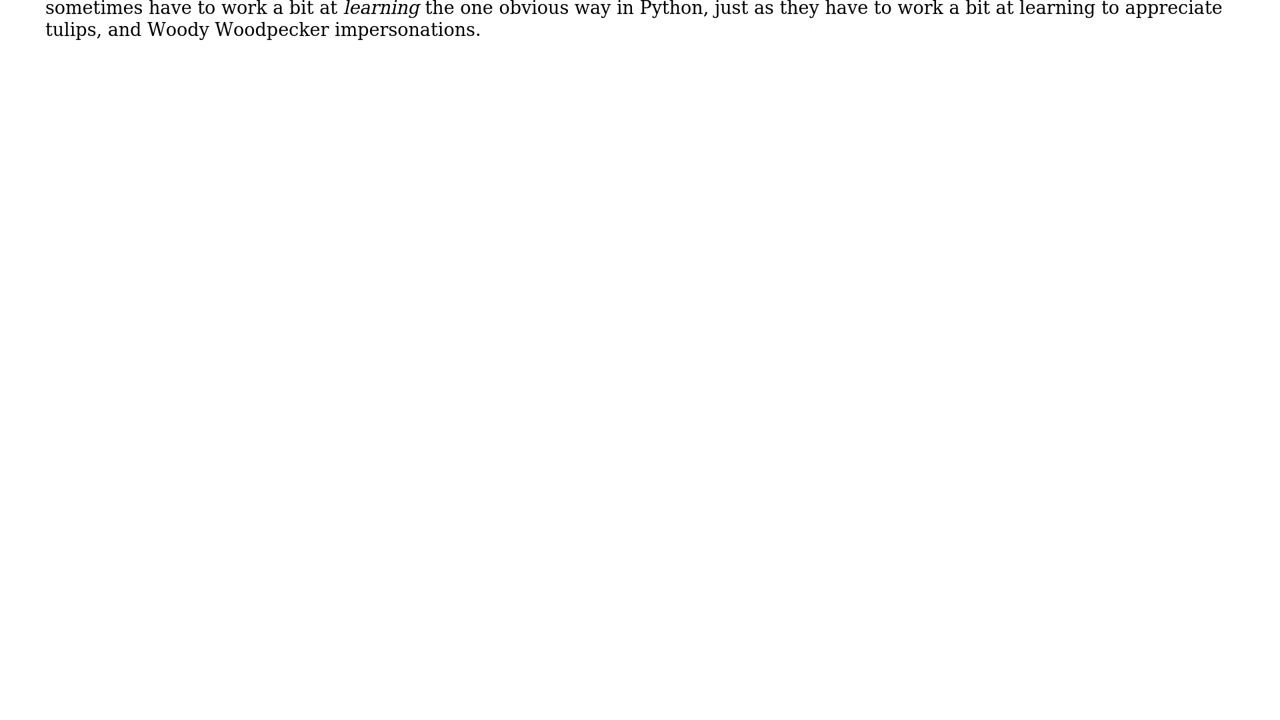 sometimes have to work a bit at learning the one obvious way in Python, just as they have to work a bit at learning to appreciate
tulips, and Woody Woodpecker impersonations.